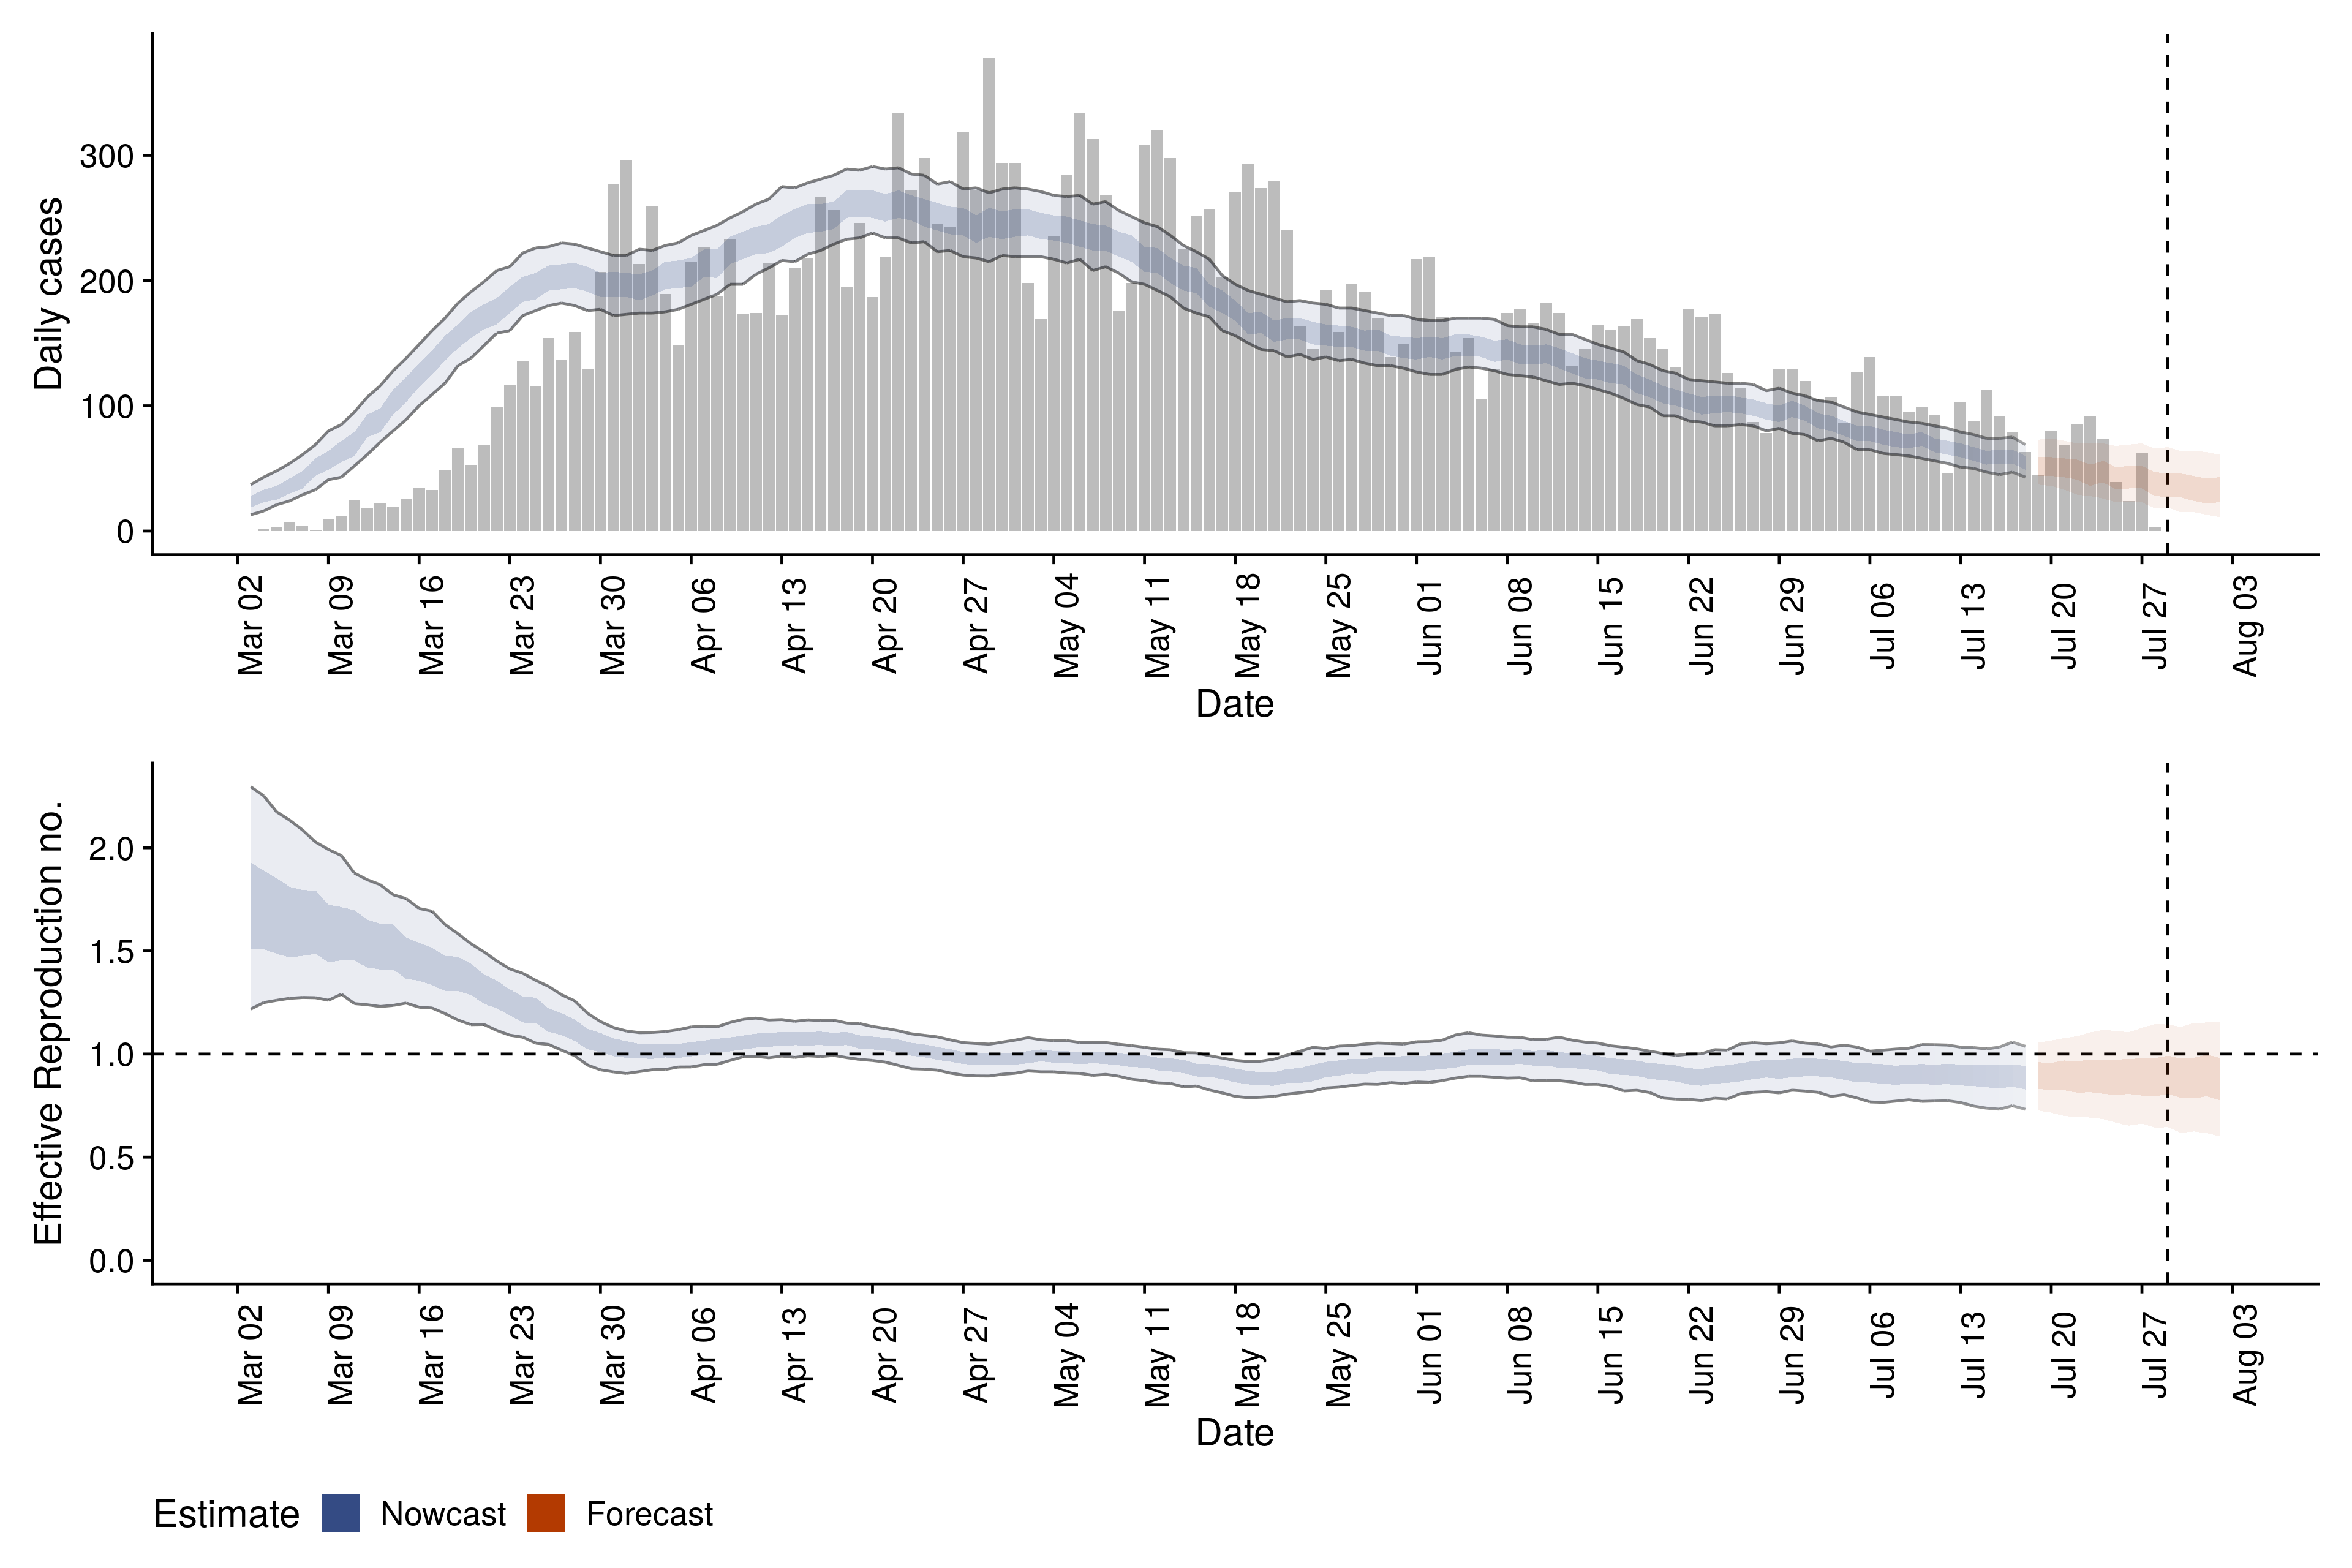 Daily cases
300
200
100
0
Mar 02
Mar 09
Mar 16
Mar 23
Mar 30
Apr 06
Apr 13
Apr 20
Apr 27
May 04
May 11
May 18
May 25
Jun 01
Jun 08
Jun 15
Jun 22
Jun 29
Jul 06
Jul 13
Jul 20
Jul 27
Aug 03
Date
Effective Reproduction no.
2.0
1.5
1.0
0.5
0.0
Mar 02
Mar 09
Mar 16
Mar 23
Mar 30
Apr 06
Apr 13
Apr 20
Apr 27
May 04
May 11
May 18
May 25
Jun 01
Jun 08
Jun 15
Jun 22
Jun 29
Jul 06
Jul 13
Jul 20
Jul 27
Aug 03
Date
Estimate Nowcast Forecast